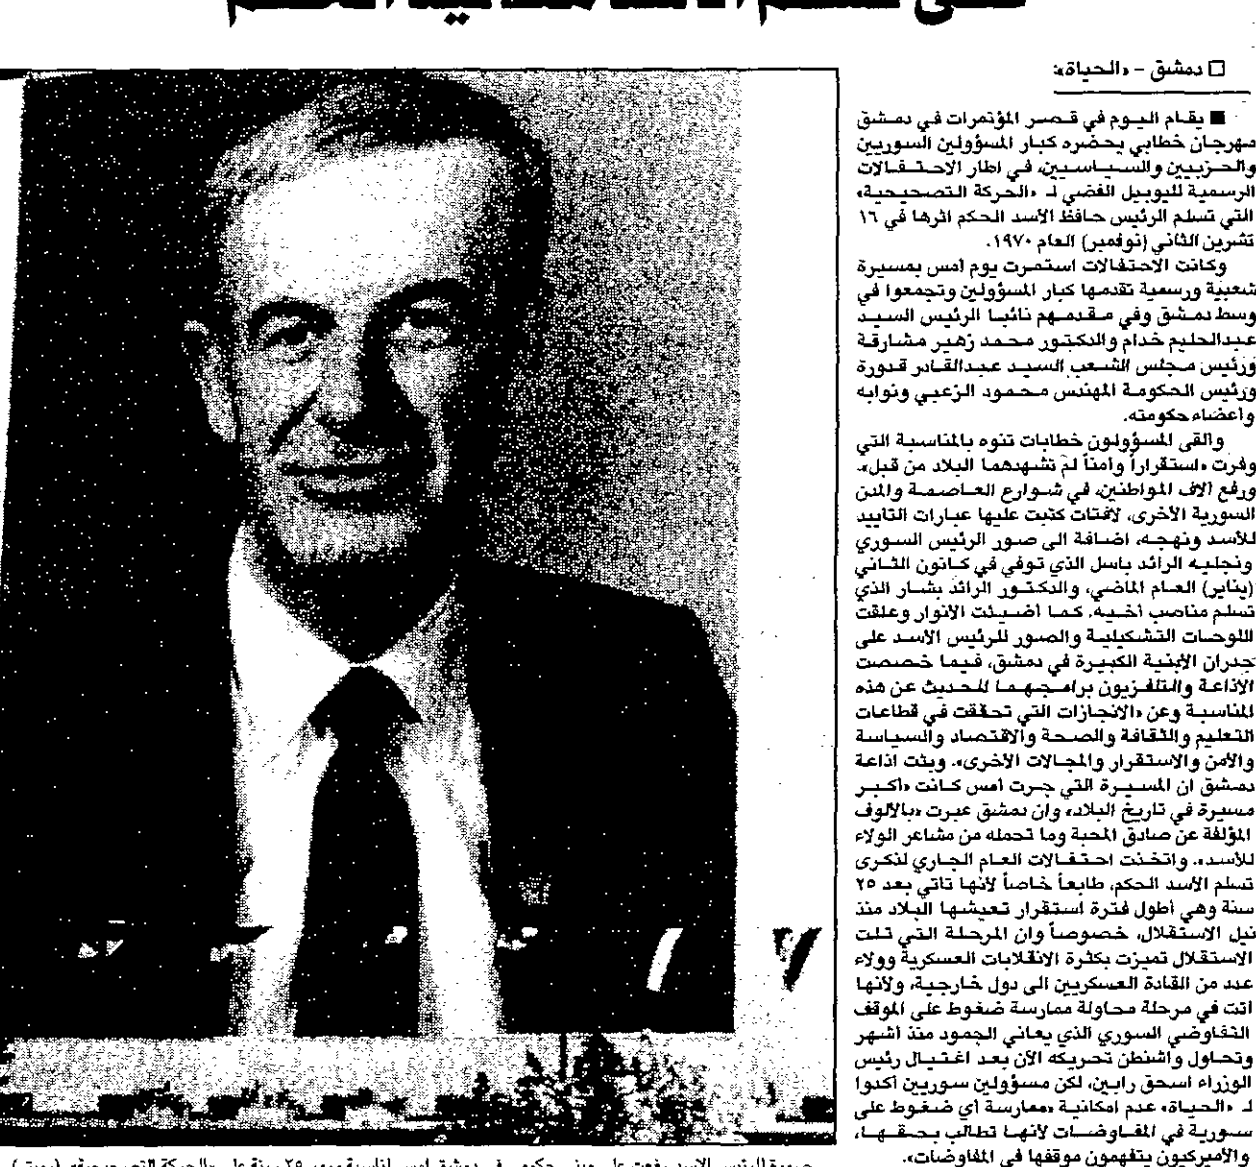 □ دمشق - «الحياة»:
■ يقام اليوم في قصر المؤتمرات في دمشق
مهرجان خطابي يحضره كبار المسؤولين السوريين
والحزبيين والسياسيين، في اطار الاحتفالات
الرسمية لليوبيل الفضي لـ «الحركة التصحيحية»
التي تسلم الرئيس حافظ الأسد الحكم اثرها في ١٦
تشرين الثاني (نوفمبر) العام ١٩٧٠.
وكانت الاحتفالات استمرت يوم أمس بمسيرة
شعبية ورسمية تقدمها كبار المسؤولين وتجمعوا في
وسط دمشق وفي مقدمهم نائبا الرئيس السيد
عبدالحليم خدام والدكتور محمد زهير مشارقة
ورئيس مجلس الشعب السيد عبدالقادر قدورة
ورئيس الحكومة المهندس محمود الزعبي ونوابه
وأعضاء حكومته.
والقى المسؤولون خطابات تنوه بالمناسبة التي
وفرت «استقراراً وأمناً لم تشهدهما البلاد من قبل».
ورفع آلاف المواطنين، في شوارع العاصمة والمدن
السورية الأخرى، لافتات كتبت عليها عبارات التأييد
للأسد ونهجه، اضافة الى صور الرئيس السوري
ونجليه الرائد باسل الذي توفي في كانون الثاني
(يناير) العام الماضي، والدكتور الرائد بشار الذي
تسلم مناصب أخيه. كما أضيئت الأنوار وعلقت
اللوحات التشكيلية والصور للرئيس الأسد على
جدران الأبنية الكبيرة في دمشق، فيما خصصت
الاذاعة والتلفزيون برامجهما للحديث عن هذه
المناسبة وعن «الانجازات التي تحققت في قطاعات
التعليم والثقافة والصحة والاقتصاد والسياسة
والأمن والاستقرار والمجالات الأخرى». وبثت اذاعة
دمشق ان المسيرة التي جرت أمس كانت «أكبر
مسيرة في تاريخ البلاد» وان دمشق عبرت «بالألوف
المؤلفة عن صادق المحبة وما تحمله من مشاعر الولاء
للأسد». واتخذت احتفالات العام الجاري لذكرى
تسلم الأسد الحكم، طابعاً خاصاً لأنها تأتي بعد ٢٥
سنة وهي أطول فترة استقرار تعيشها البلاد منذ
نيل الاستقلال، خصوصاً وان المرحلة التي تلت
الاستقلال تميزت بكثرة الانقلابات العسكرية وولاء
عدد من القادة العسكريين الى دول خارجية، ولأنها
أتت في مرحلة محاولة ممارسة ضغوط على الموقف
التفاوضي السوري الذي يعاني الجمود منذ أشهر
وتحاول واشنطن تحريكه الآن بعد اغتيال رئيس
الوزراء اسحق رابين، لكن مسؤولين سوريين أكدوا
لـ «الحياة» عدم امكانية «ممارسة أي ضغوط على
سورية في المفاوضات لأنها تطالب بحقها،
والأميركيون يتفهمون موقفها في المفاوضات».